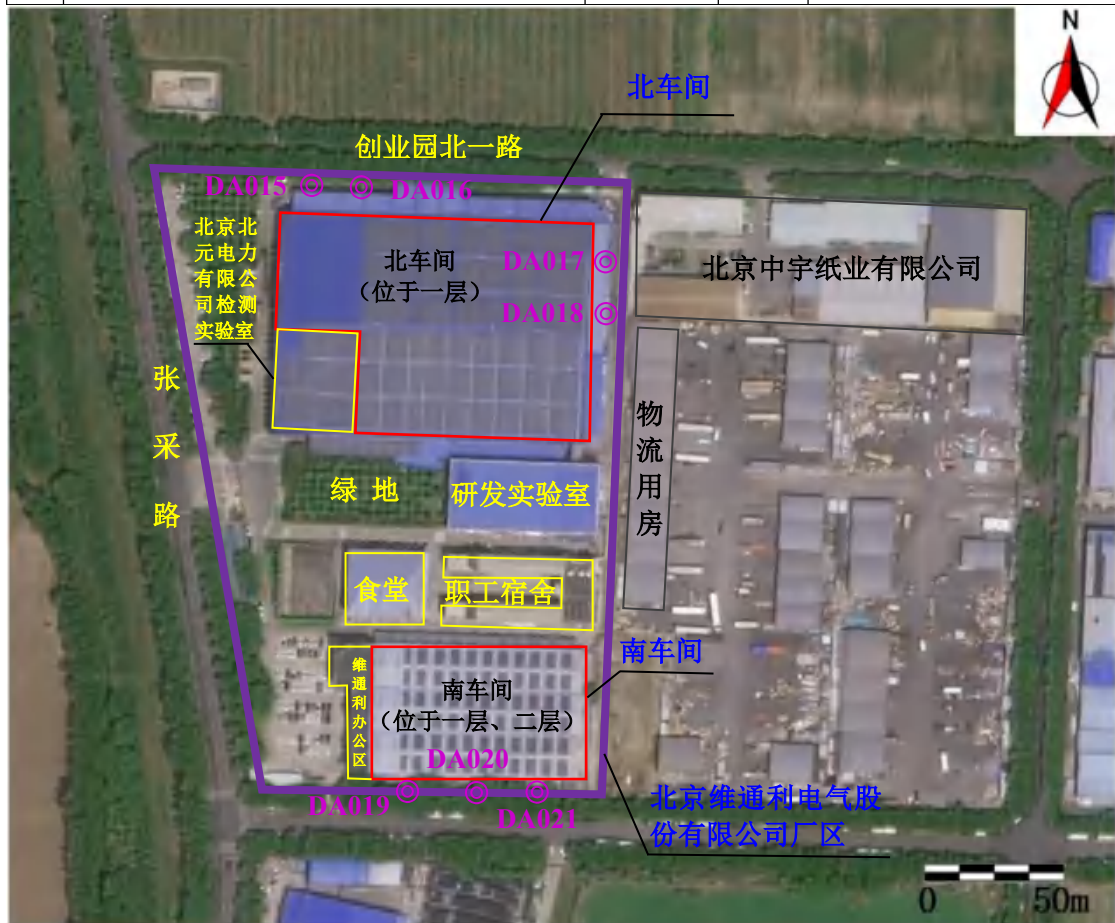 N
北车间
创业园北一路
DA015
DA016
北京北
元电力
有限公
司检测
实验室
北车间
（位于一层）
DA017
DA018
北京中宇纸业有限公司
张
采
路
物
流
用
房
绿 地
研发实验室
食堂
职工宿舍
南车间
维
通
利
办
公
区
南车间
（位于一层、二层）
DA020
DA019
DA021
北京维通利电气股
份有限公司厂区
0
50m